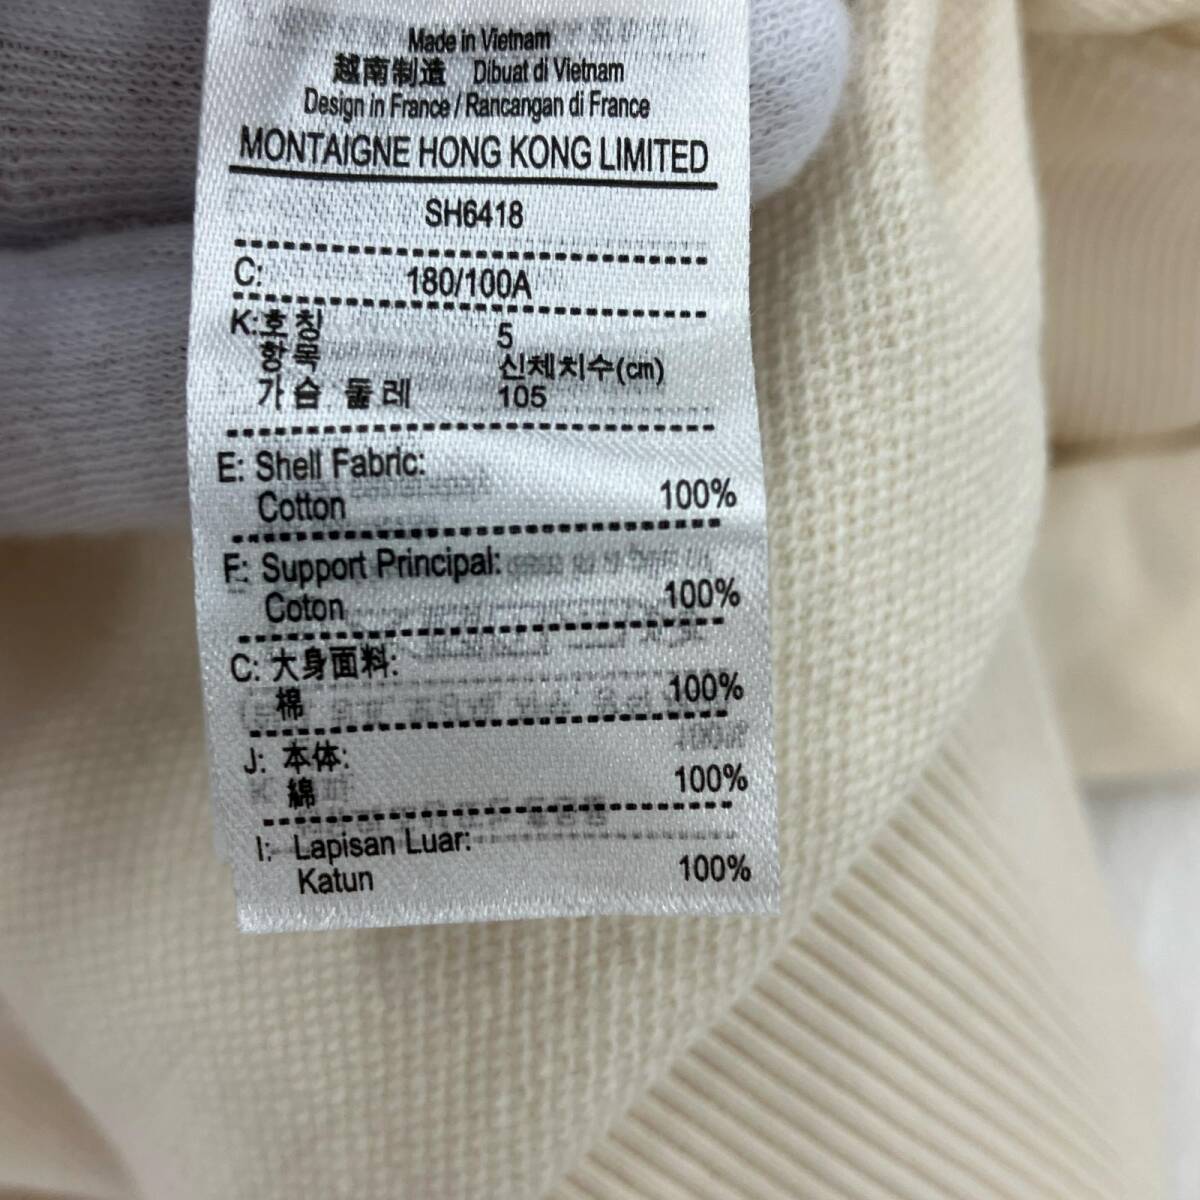 Made in Vietnam
越南制造 Dibuat di Vietnam
Design in France / Rancangan di France
MONTAIGNE HONG KONG LIMITED
SH6418
C: 180/100A
K:호칭 5
항목 신체치수(cm)
가슴 둘레 105
E: Shell Fabric:
Cotton 100%
F: Support Principal:
Coton 100%
C: 大身面料:
棉 100%
J: 本体:
綿 100%
I: Lapisan Luar:
Katun 100%